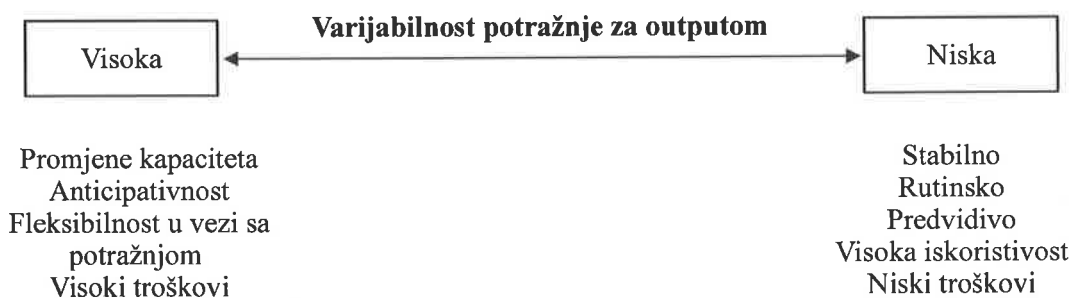 Varijabilnost potražnje za outputom
Visoka
Niska
Promjene kapaciteta
Anticipativnost
Fleksibilnost u vezi sa
potražnjom
Visoki troškovi
Stabilno
Rutinsko
Predvidivo
Visoka iskoristivost
Niski troškovi